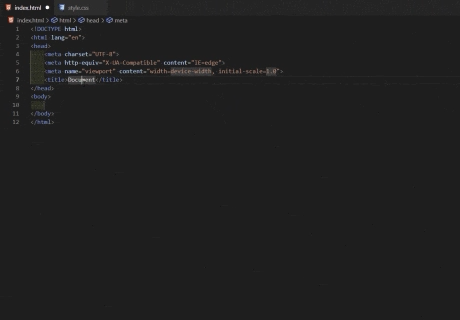 index.html ● style.css
index.html > html > head > meta
1 <!DOCTYPE html>
2 <html lang="en">
3 <head>
4 <meta charset="UTF-8">
5 <meta http-equiv="X-UA-Compatible" content="IE=edge">
6 <meta name="viewport" content="width=device-width, initial-scale=1.0">
7 <title>Document</title>
8 </head>
9 <body>
10
11 </body>
12 </html>